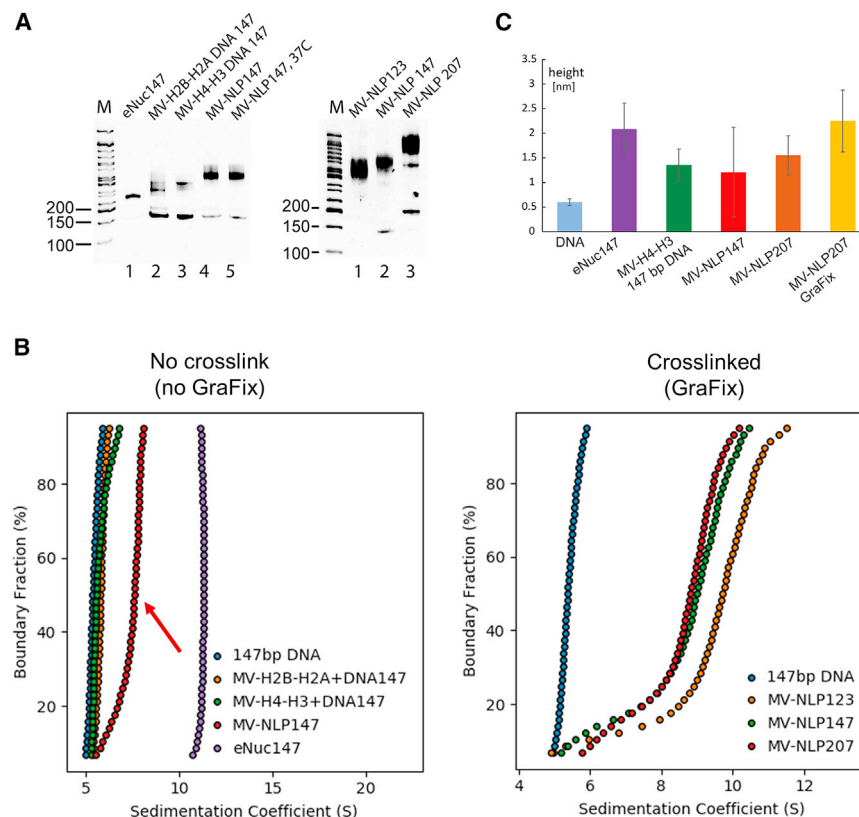 A
M
eNuc147
MV-H2B-H2A DNA 147
MV-H4-H3 DNA 147
MV-NLP147
MV-NLP147, 37C
200
150
100
1 2 3 4 5
M
MV-NLP123
MV-NLP 147
MV-NLP 207
200
150
100
1 2 3
C
height
[nm]
3.5
3
2.5
2
1.5
1
0.5
0
DNA
eNuc147
MV-H4-H3
147 bp DNA
MV-NLP147
MV-NLP207
MV-NLP207
GraFix
B
No crosslink
(no GraFix)
Boundary Fraction (%)
80
60
40
20
147bp DNA
MV-H2B-H2A+DNA147
MV-H4-H3+DNA147
MV-NLP147
eNuc147
5 10 15 20
Sedimentation Coefficient (S)
Crosslinked
(GraFix)
Boundary Fraction (%)
80
60
40
20
147bp DNA
MV-NLP123
MV-NLP147
MV-NLP207
4 6 8 10 12
Sedimentation Coefficient (S)